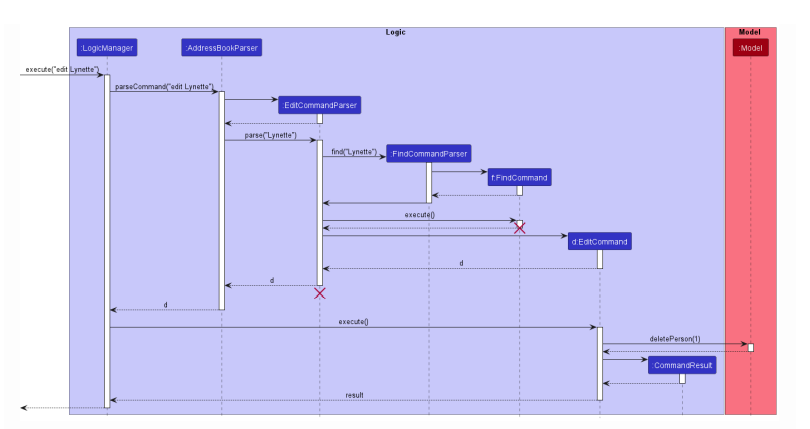 Logic
Model
:LogicManager
:AddressBookParser
:Model
execute("edit Lynette")
parseCommand("edit Lynette")
:EditCommandParser
parse("Lynette")
find("Lynette")
:FindCommandParser
f:FindCommand
execute()
d:EditCommand
d
d
d
execute()
deletePerson(1)
:CommandResult
result